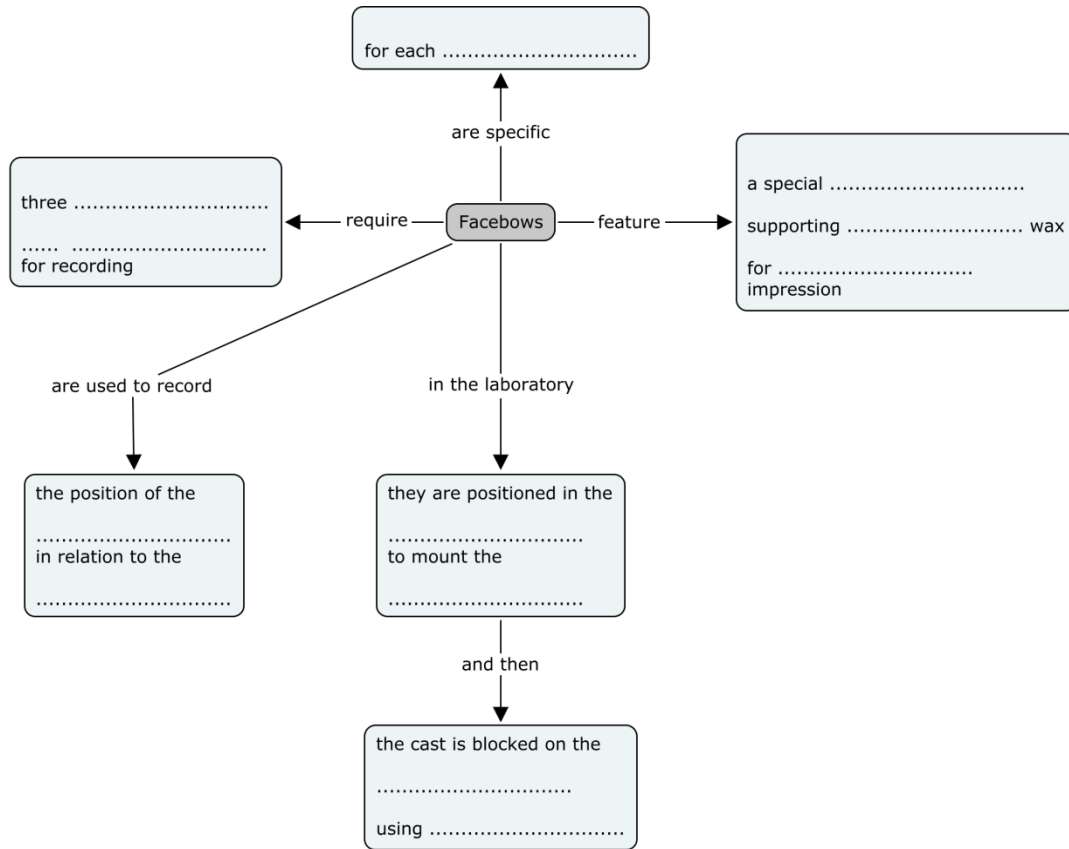 for each ...............................
are specific
three ...............................
...... ...............................
for recording
require
Facebows
feature
a special ...............................
supporting ............................ wax
for ...............................
impression
are used to record
in the laboratory
the position of the
...............................
in relation to the
...............................
they are positioned in the
...............................
to mount the
...............................
and then
the cast is blocked on the
...............................
using ...............................